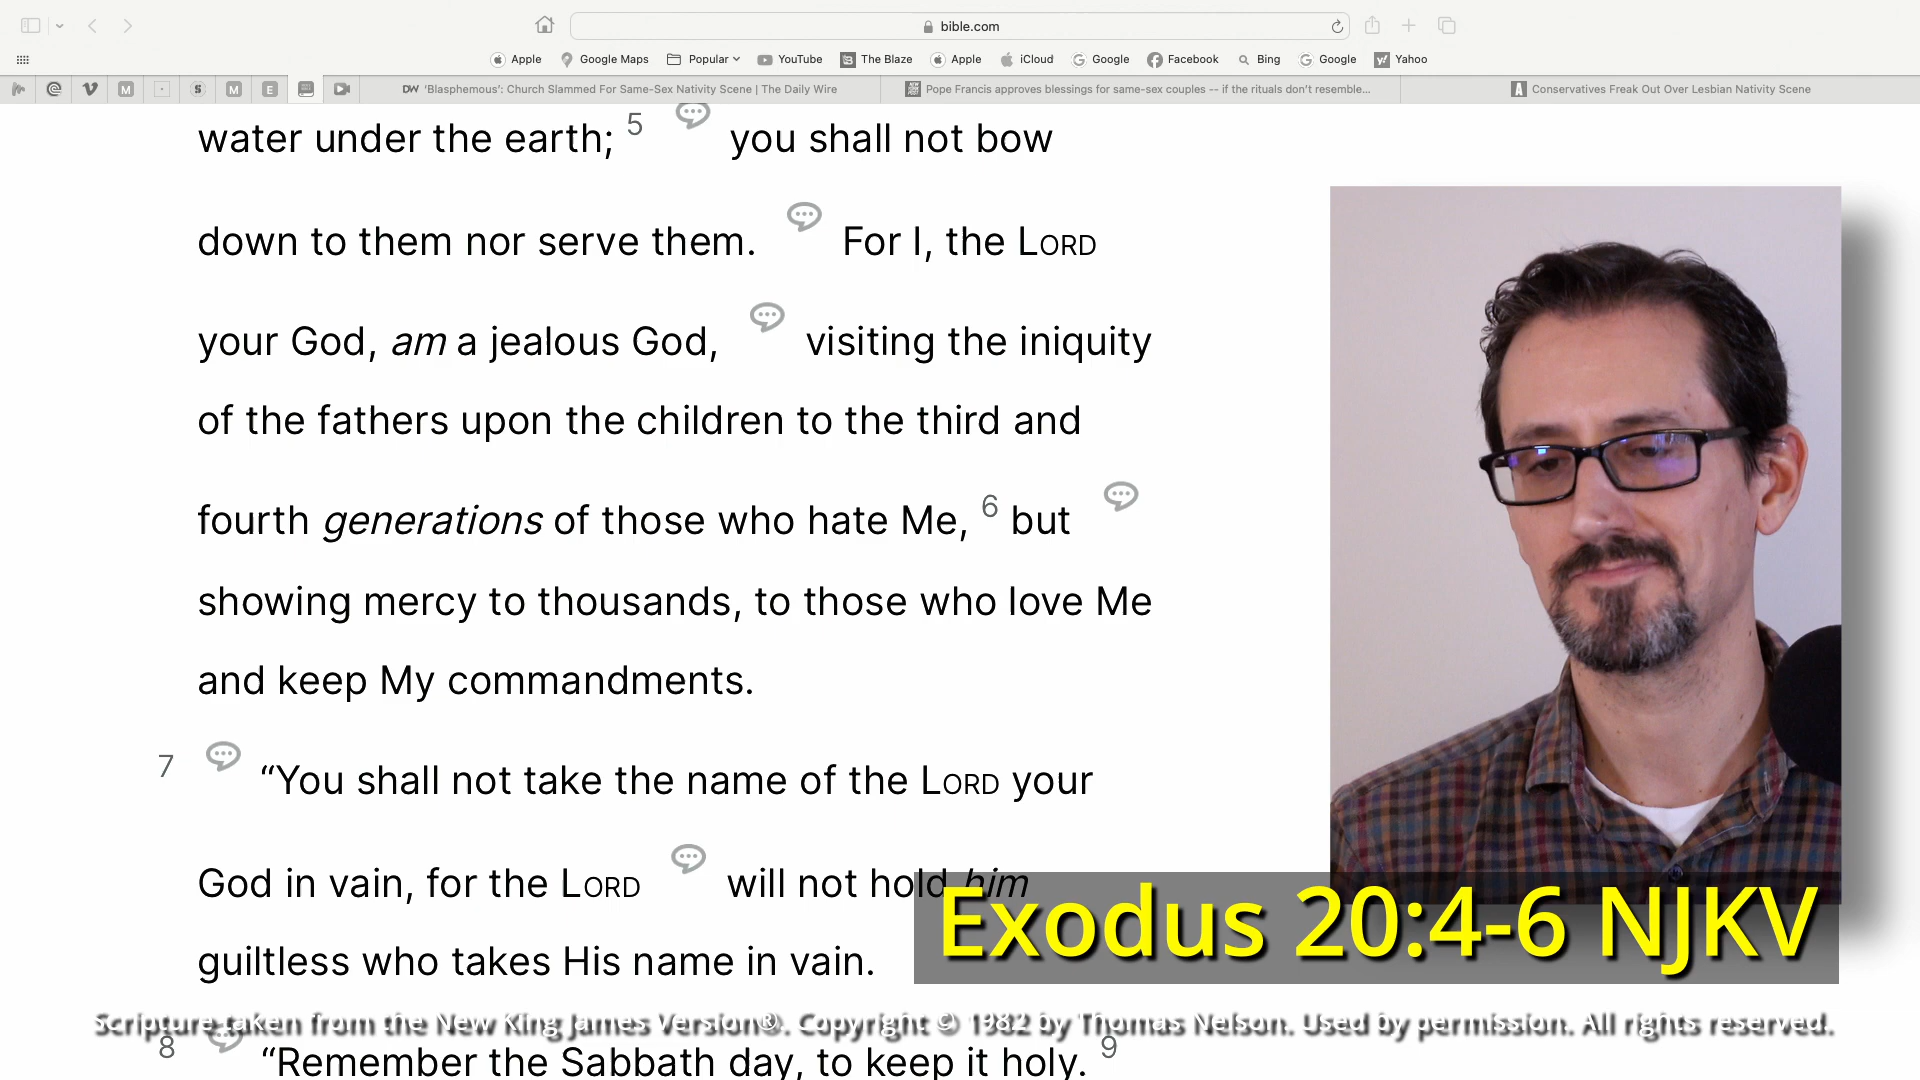 bible.com
Apple Google Maps Popular YouTube The Blaze Apple iCloud Google Facebook Bing Google Yahoo
DW 'Blasphemous': Church Slammed For Same-Sex Nativity Scene | The Daily Wire
Pope Francis approves blessings for same-sex couples -- if the rituals don't resemble...
Conservatives Freak Out Over Lesbian Nativity Scene
water under the earth; 5 you shall not bow
down to them nor serve them. For I, the LORD
your God, am a jealous God, visiting the iniquity
of the fathers upon the children to the third and
fourth generations of those who hate Me, 6 but
showing mercy to thousands, to those who love Me
and keep My commandments.
7 “You shall not take the name of the LORD your
God in vain, for the LORD will not hold him
guiltless who takes His name in vain.
Exodus 20:4-6 NJKV
Scripture taken from the New King James Version®. Copyright © 1982 by Thomas Nelson. Used by permission. All rights reserved.
8 “Remember the Sabbath day, to keep it holy. 9